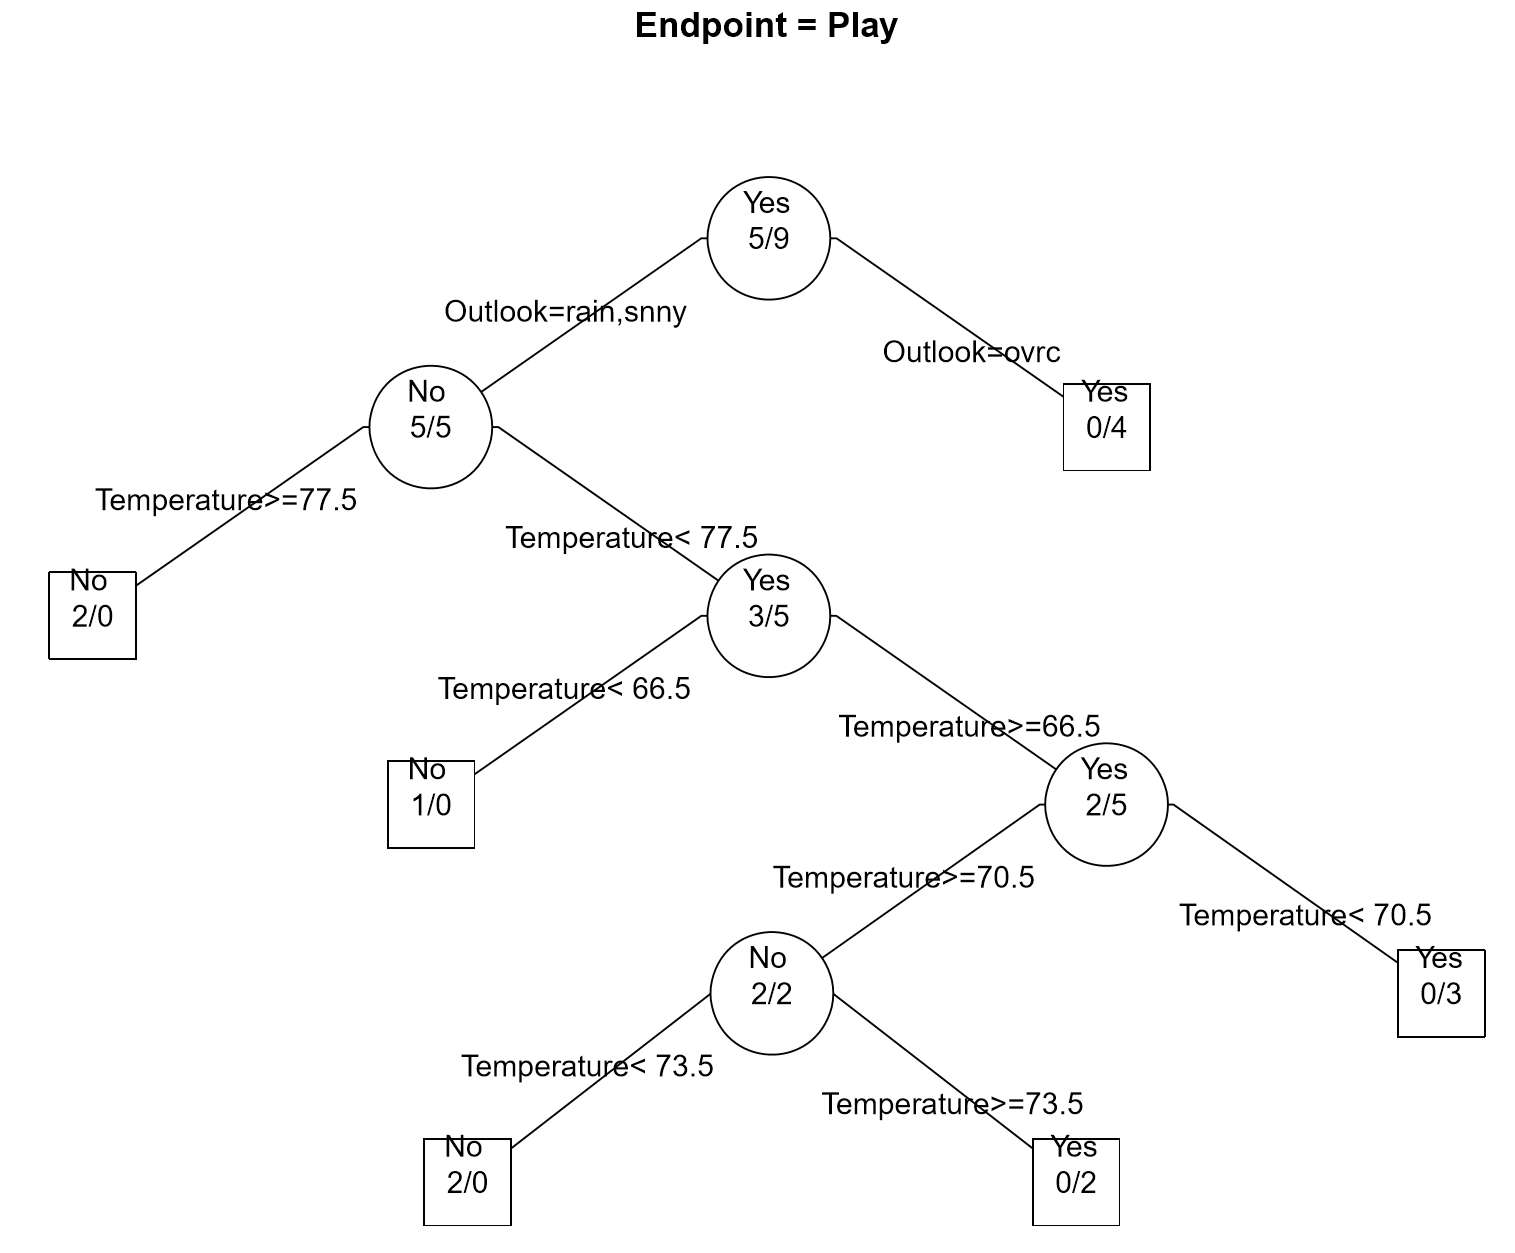 Endpoint = Play
Yes
5/9
Outlook=rain,snny
Outlook=ovrc
No
5/5
Yes
0/4
Temperature>=77.5
Temperature< 77.5
No
2/0
Yes
3/5
Temperature< 66.5
Temperature>=66.5
No
1/0
Yes
2/5
Temperature>=70.5
Temperature< 70.5
No
2/2
Yes
0/3
Temperature< 73.5
Temperature>=73.5
No
2/0
Yes
0/2